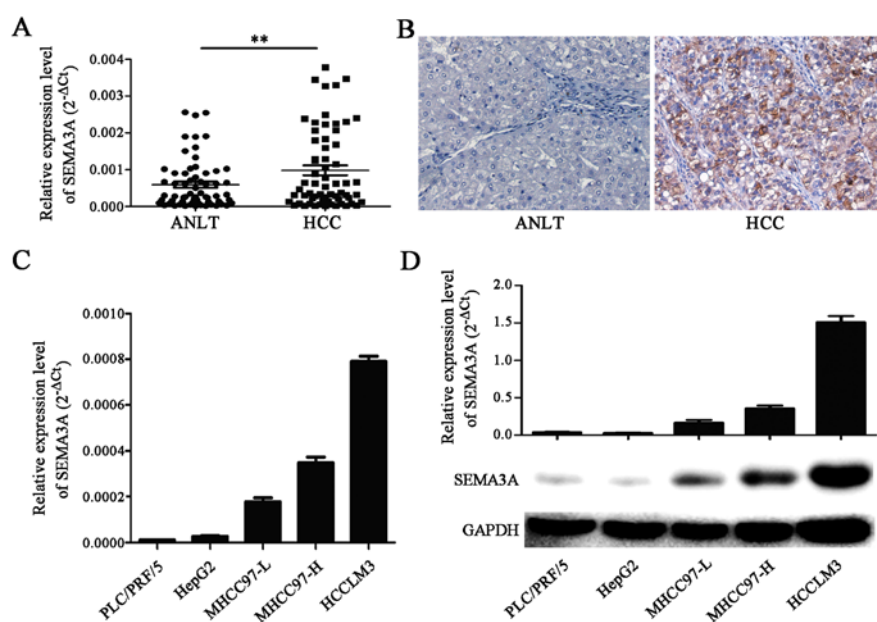 A
Relative expression level
of SEMA3A (2-ΔCt)
0.004
0.003
0.002
0.001
0.000
**
ANLT
HCC
B
ANLT
HCC
C
Relative expression level
of SEMA3A (2-ΔCt)
0.0010
0.0008
0.0006
0.0004
0.0002
0.0000
PLC/PRF/5
HepG2
MHCC97-L
MHCC97-H
HCCLM3
D
Relative expression level
of SEMA3A (2-ΔCt)
2.0
1.5
1.0
0.5
0.0
SEMA3A
GAPDH
PLC/PRF/5
HepG2
MHCC97-L
MHCC97-H
HCCLM3